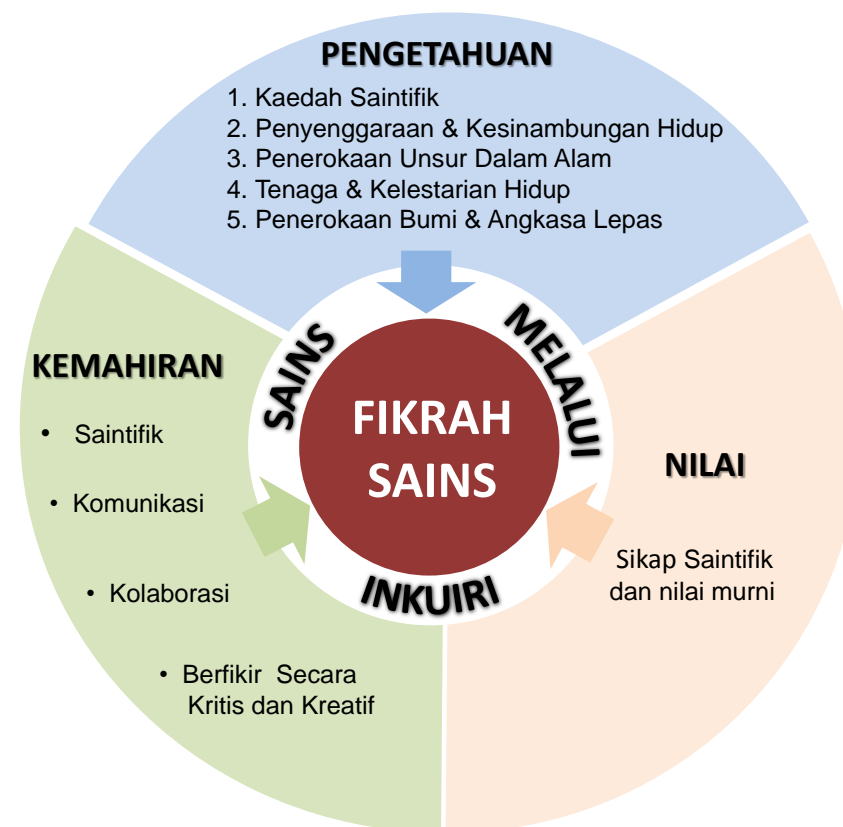 PENGETAHUAN
1. Kaedah Saintifik
2. Penyenggaraan & Kesinambungan Hidup
3. Penerokaan Unsur Dalam Alam
4. Tenaga & Kelestarian Hidup
5. Penerokaan Bumi & Angkasa Lepas
KEMAHIRAN
• Saintifik
• Komunikasi
• Kolaborasi
• Berfikir Secara
Kritis dan Kreatif
SAINS
MELALUI
INKUIRI
FIKRAH
SAINS
NILAI
Sikap Saintifik
dan nilai murni